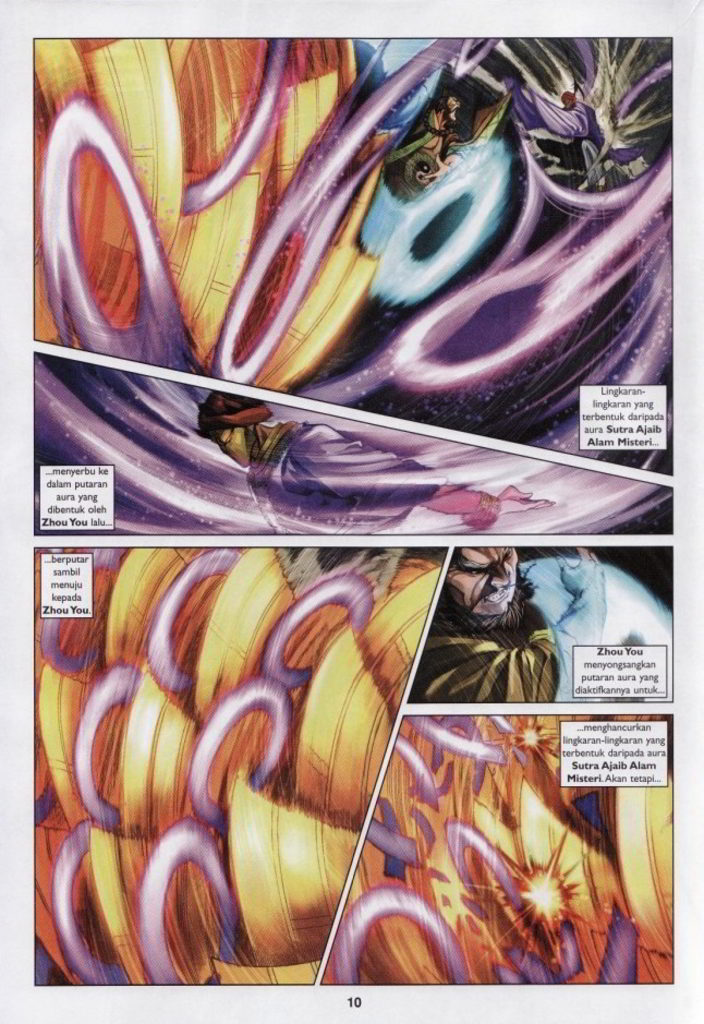 Lingkaran-
lingkaran yang
terbentuk daripada
aura Sutra Ajaib
Alam Misteri...
...menyerbu ke
dalam putaran
aura yang
dibentuk oleh
Zhou You lalu...
...berputar
sambil
menuju
kepada
Zhou You.
Zhou You
menyongsangkan
putaran aura yang
diaktifkannya untuk...
...menghancurkan
lingkaran-lingkaran yang
terbentuk daripada aura
Sutra Ajaib Alam
Misteri. Akan tetapi...
10